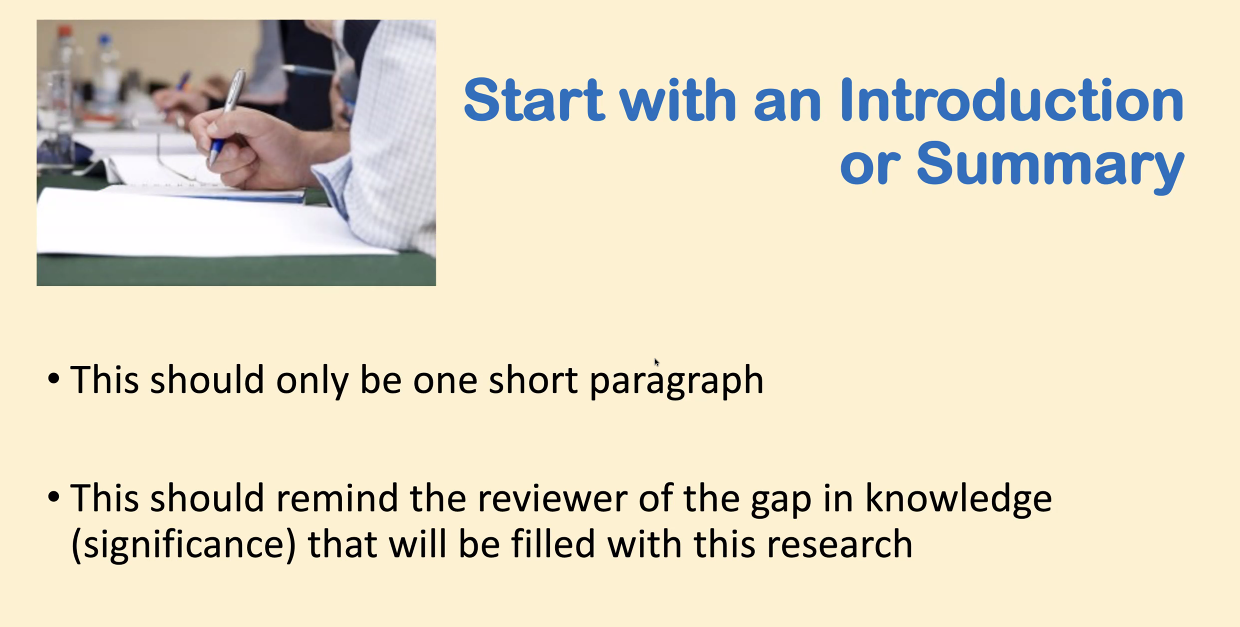 Start with an Introduction
or Summary
• This should only be one short paragraph
• This should remind the reviewer of the gap in knowledge
(significance) that will be filled with this research